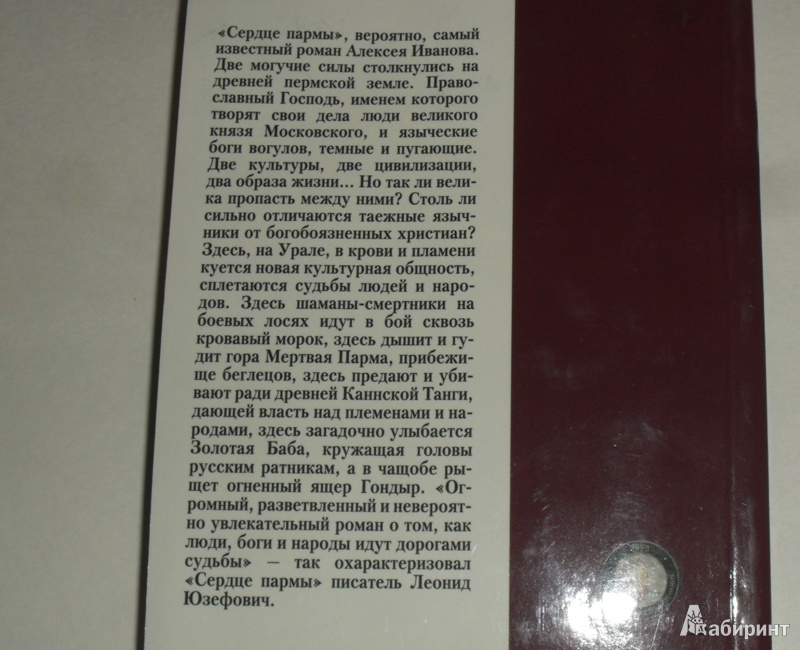 «Сердце пармы», вероятно, самый
известный роман Алексея Иванова.
Две могучие силы столкнулись на
древней пермской земле. Право-
славный Господь, именем которого
творят свои дела люди великого
князя Московского, и языческие
боги вогулов, темные и пугающие.
Две культуры, две цивилизации,
два образа жизни... Но так ли вели-
ка пропасть между ними? Столь ли
сильно отличаются таежные языч-
ники от богобоязненных христиан?
Здесь, на Урале, в крови и пламени
куется новая культурная общность,
сплетаются судьбы людей и наро-
дов. Здесь шаманы-смертники на
боевых лосях идут в бой сквозь
кровавый морок, здесь дышит и гу-
дит гора Мертвая Парма, прибежи-
ще беглецов, здесь предают и уби-
вают ради древней Каннской Танги,
дающей власть над племенами и на-
родами, здесь загадочно улыбается
Золотая Баба, кружащая головы
русским ратникам, а в чащобе ры-
щет огненный ящер Гондыр. «Ог-
ромный, разветвленный и невероят-
но увлекательный роман о том, как
люди, боги и народы идут дорогами
судьбы» — так охарактеризовал
«Сердце пармы» писатель Леонид
Юзефович.
Лабиринт